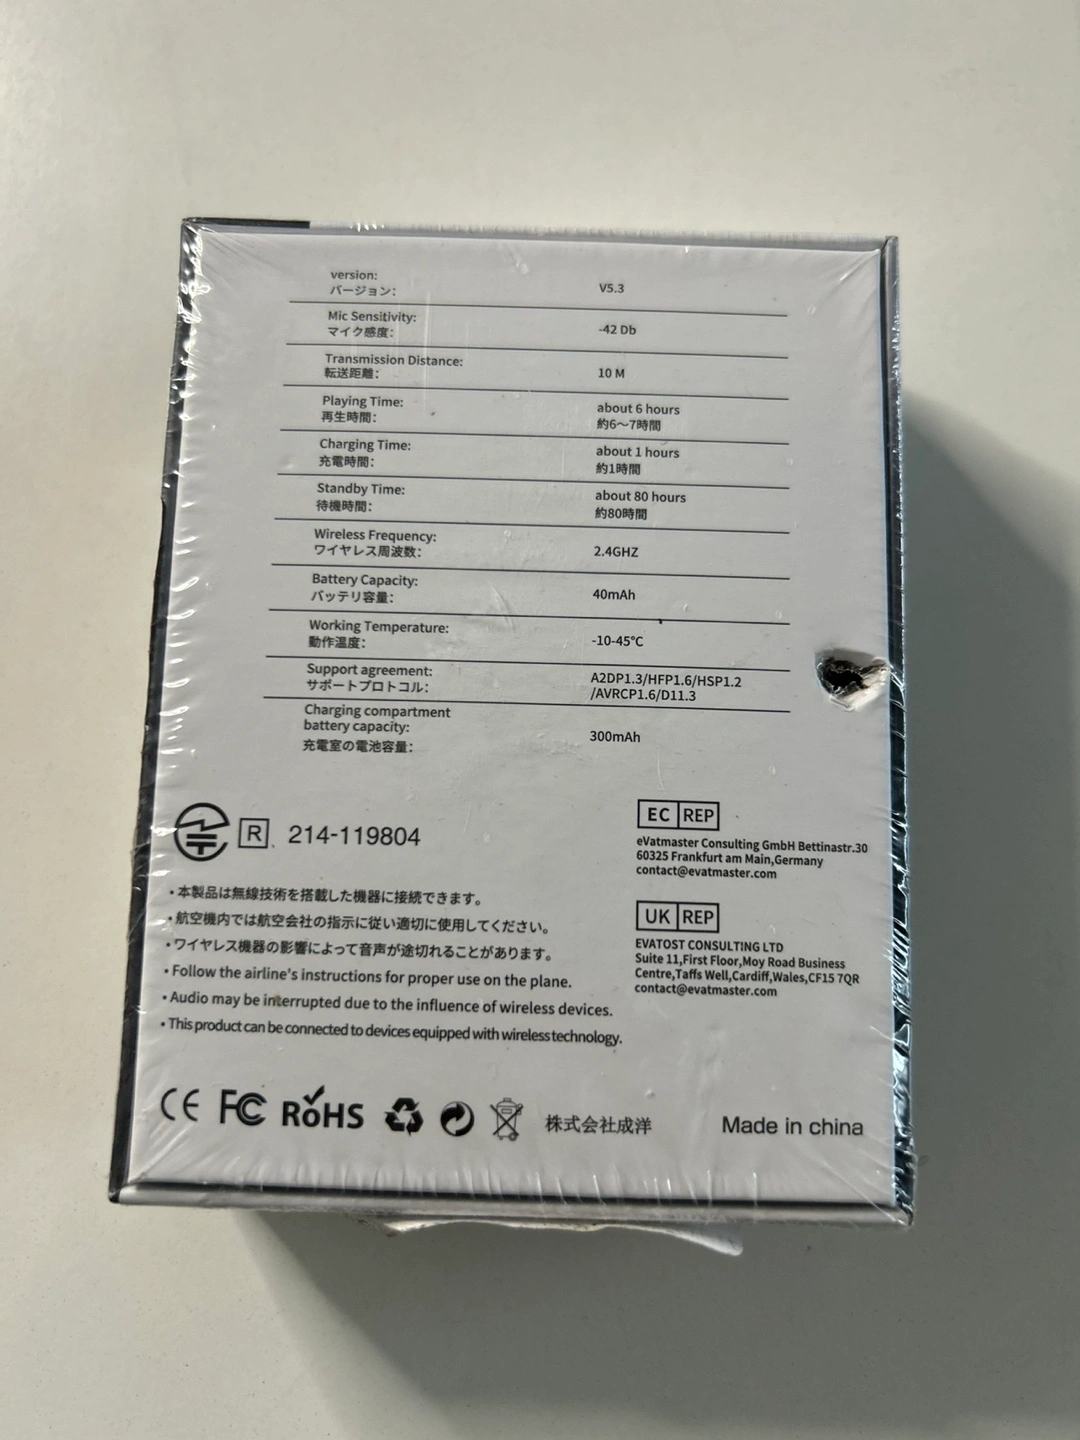 version:
バージョン:
V5.3
Mic Sensitivity:
マイク感度:
-42 Db
Transmission Distance:
転送距離:
10 M
Playing Time:
再生時間:
about 6 hours
約6～7時間
Charging Time:
充電時間:
about 1 hours
約1時間
Standby Time:
待機時間:
about 80 hours
約80時間
Wireless Frequency:
ワイヤレス周波数:
2.4GHZ
Battery Capacity:
バッテリ容量:
40mAh
Working Temperature:
動作温度:
-10-45°C
Support agreement:
サポートプロトコル:
A2DP1.3/HFP1.6/HSP1.2
/AVRCP1.6/D11.3
Charging compartment
battery capacity:
充電室の電池容量:
300mAh
R 214-119804
・本製品は無線技術を搭載した機器に接続できます。
・航空機内では航空会社の指示に従い適切に使用してください。
・ワイヤレス機器の影響によって音声が途切れることがあります。
・Follow the airline's instructions for proper use on the plane.
・Audio may be interrupted due to the influence of wireless devices.
・This product can be connected to devices equipped with wireless technology.
EC REP
eVatmaster Consulting GmbH Bettinastr.30
60325 Frankfurt am Main,Germany
contact@evatmaster.com
UK REP
EVATOST CONSULTING LTD
Suite 11,First Floor,Moy Road Business
Centre,Taffs Well,Cardiff,Wales,CF15 7QR
contact@evatmaster.com
CE FC RoHS 株式会社成洋 Made in china